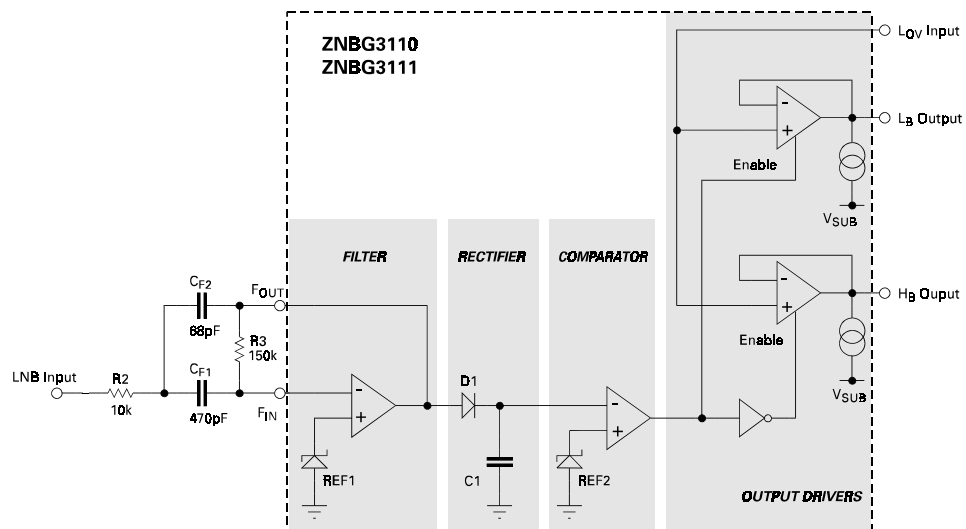 ZNBG3110
ZNBG3111
LOV Input
LB Output
Enable
VSUB
FILTER
RECTIFIER
COMPARATOR
CF2
68pF
FOUT
R3
150k
HB Ouput
Enable
LNB Input
R2
10k
CF1
470pF
FIN
D1
VSUB
REF1
C1
REF2
OUTPUT DRIVERS